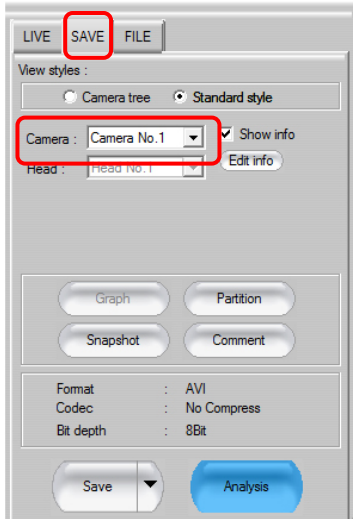 LIVE SAVE FILE
View styles :
Camera tree Standard style
Camera : Camera No.1 Show info
Head : Head No.1 Edit info
Graph Partition
Snapshot Comment
Format : AVI
Codec : No Compress
Bit depth : 8Bit
Save Analysis